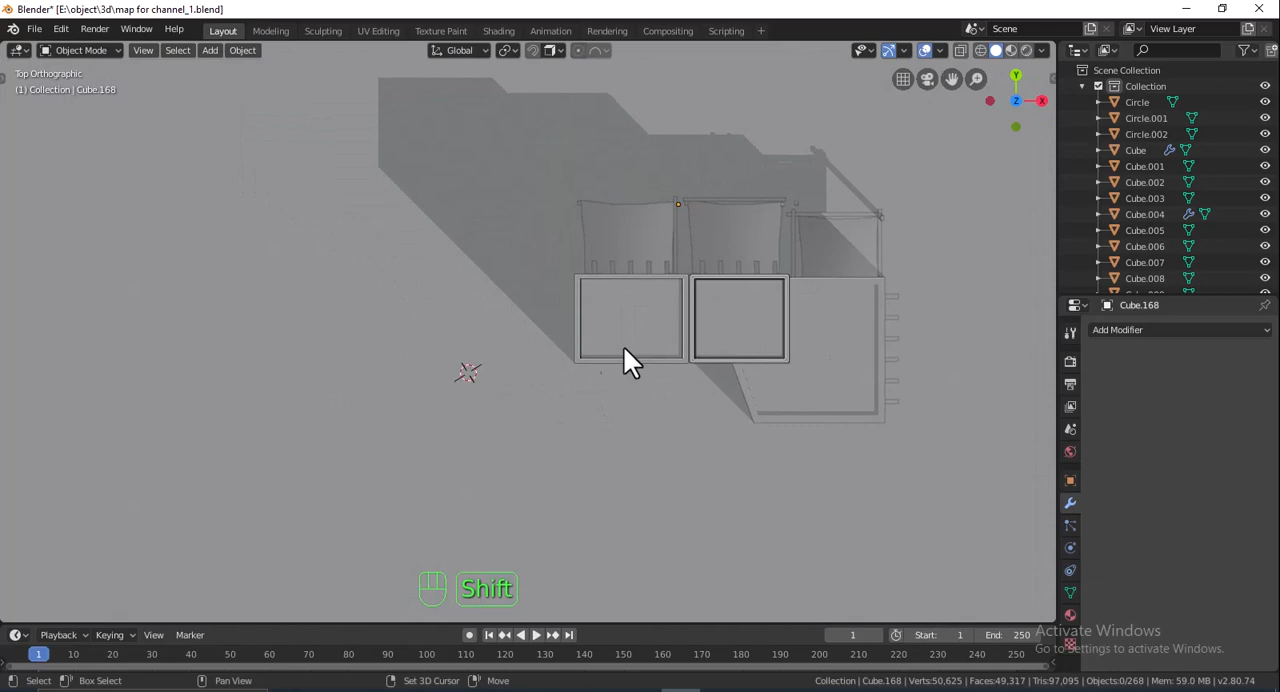 Blender* [E:\object\3d\map for channel_1.blend]
File Edit Render Window Help Layout Modeling Sculpting UV Editing Texture Paint Shading Animation Rendering Compositing Scripting + Scene View Layer
Object Mode View Select Add Object Global
Top Orthographic
(1) Collection | Cube.168
Y
X
Z
Scene Collection
Collection
Circle
Circle.001
Circle.002
Cube
Cube.001
Cube.002
Cube.003
Cube.004
Cube.005
Cube.006
Cube.007
Cube.008
Cube.168
Add Modifier
Shift
Playback Keying View Marker 1 Start: 1 End: 250
1 10 20 30 40 50 60 70 80 90 100 110 120 130 140 150 160 170 180 190 200 210 220 230 240 250
Activate Windows
Go to Settings to activate Windows.
Select Box Select Pan View Set 3D Cursor Move Collection | Cube.168 | Verts:50,625 | Faces:49,317 | Tris:97,095 | Objects:0/268 | Mem: 59.0 MB | v2.80.74